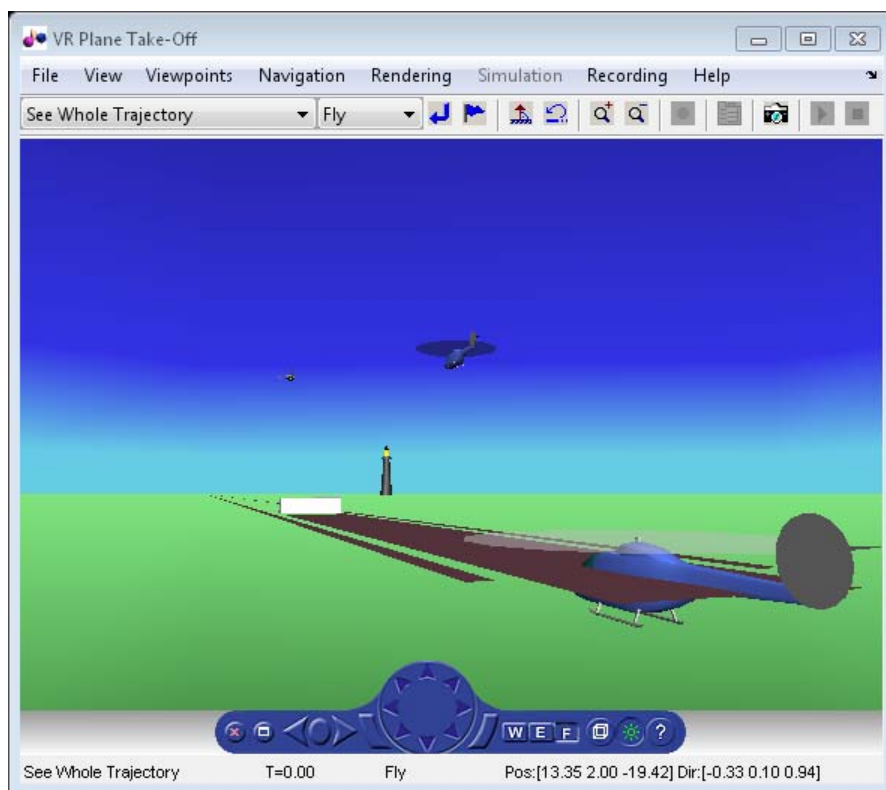 VR Plane Take-Off
File View Viewpoints Navigation Rendering Simulation Recording Help
See Whole Trajectory Fly
W E F ?
See Whole Trajectory T=0.00 Fly Pos:[13.35 2.00 -19.42] Dir:[-0.33 0.10 0.94]